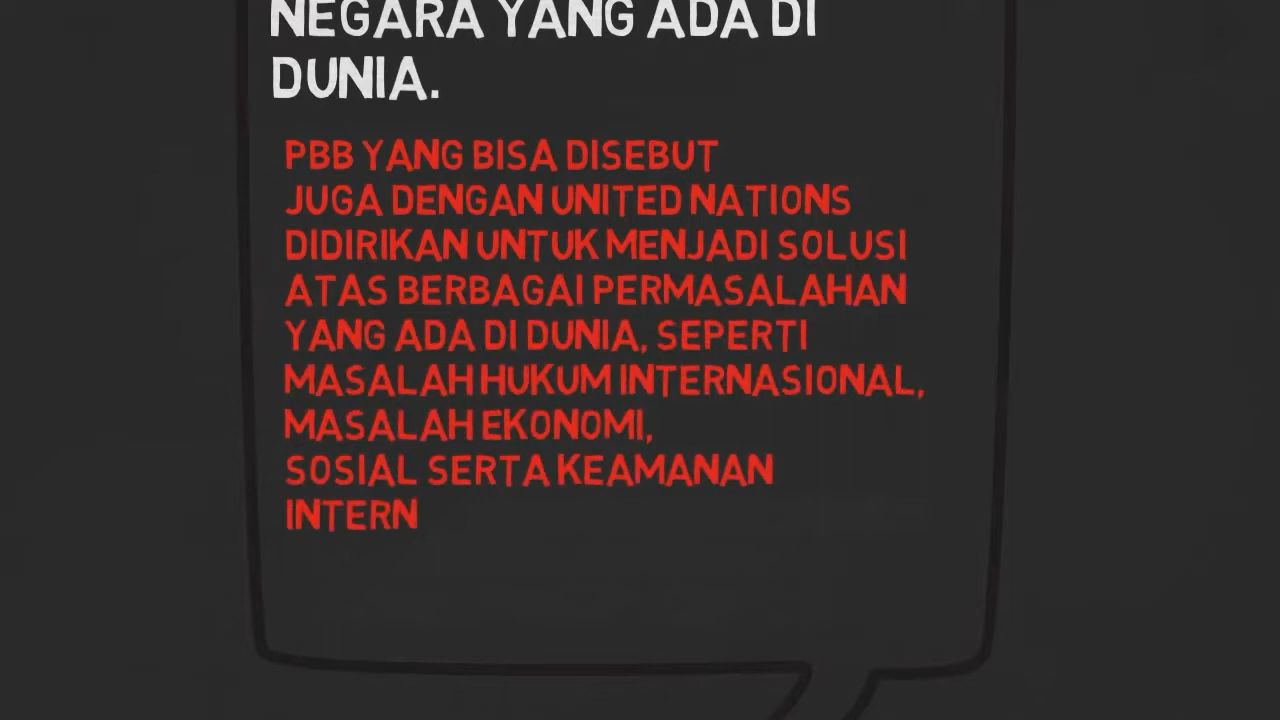 NEGARA YANG ADA DI
DUNIA.
PBB YANG BISA DISEBUT
JUGA DENGAN UNITED NATIONS
DIDIRIKAN UNTUK MENJADI SOLUSI
ATAS BERBAGAI PERMASALAHAN
YANG ADA DI DUNIA, SEPERTI
MASALAH HUKUM INTERNASIONAL,
MASALAH EKONOMI,
SOSIAL SERTA KEAMANAN
INTERN